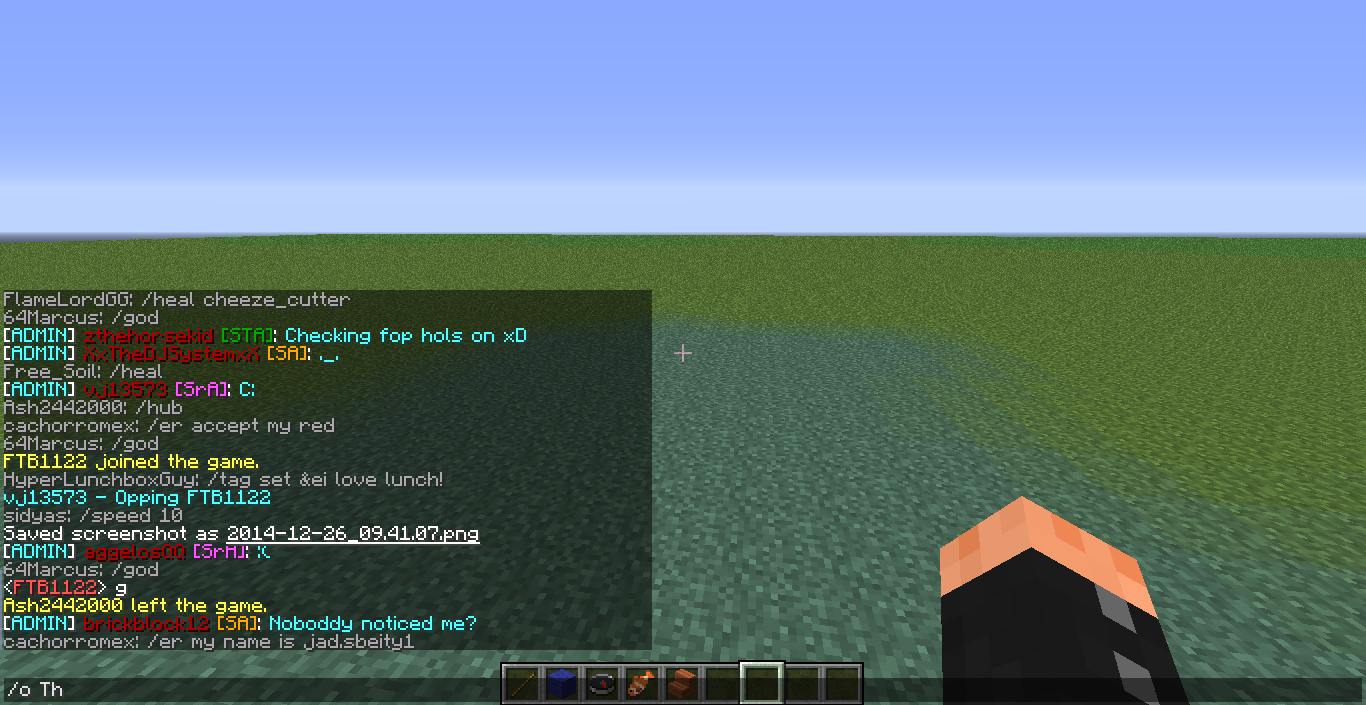 FlameLordGG: /heal cheeze_cutter
64Marcus: /god
[ADMIN] zthehorsekid [STA]: Checking fop hols on xD
[ADMIN] XxTheDJSystemxX [SA]: ._.
Free_Soil: /heal
[ADMIN] vj13573 [SrA]: C:
Ash2442000: /hub
cachorromex: /er accept my red
64Marcus: /god
FTB1122 joined the game.
HyperLunchboxGuy: /tag set &ei love lunch!
vj13573 - Opping FTB1122
sidyas: /speed 10
Saved screenshot as 2014-12-26_09.41.07.png
[ADMIN] aggelosQQ [SrA]: :(
64Marcus: /god
<FTB1122> g
Ash2442000 left the game.
[ADMIN] brickblock12 [SA]: Noboddy noticed me?
cachorromex: /er my name is jad.sbeity1
/o Th